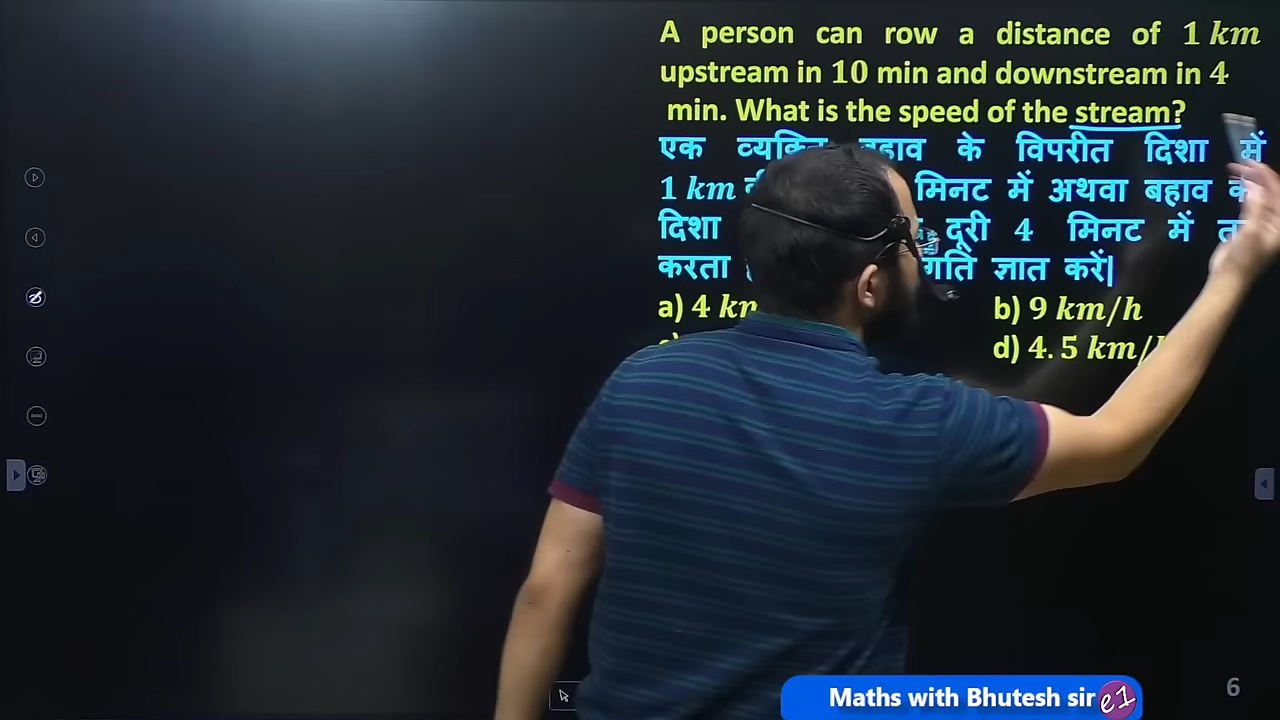 A person can row a distance of 1 km
upstream in 10 min and downstream in 4
min. What is the speed of the stream?
एक के विपरीत दिशा में
1 km मिनट में अथवा बहाव
दिशा दूरी 4 मिनट में
करता गति ज्ञात करें|
a) 4 b) 9 km/h
d) 4.5
Maths with Bhutesh sir e1
6